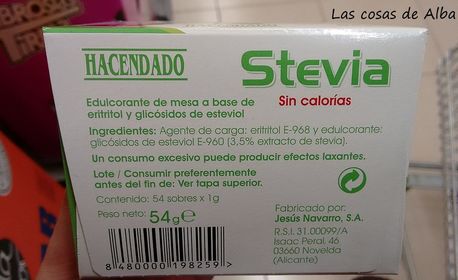 Las cosas de Alba
HACENDADO
Stevia
Sin calorías
Edulcorante de mesa a base de
eritritol y glicósidos de esteviol
Ingredientes: Agente de carga: eritritol E-968 y edulcorante:
glicósidos de esteviol E-960 (3,5% extracto de stevia).
Un consumo excesivo puede producir efectos laxantes.
Lote / Consumir preferentemente
antes del fin de: Ver tapa superior.
Contenido: 54 sobres x 1g
Peso neto: 54g e
8 480000 198259 >
Fabricado por:
Jesús Navarro, S.A.
R.S.I. 31.00099/A
Isaac Peral, 46
03660 Novelda
(Alicante)